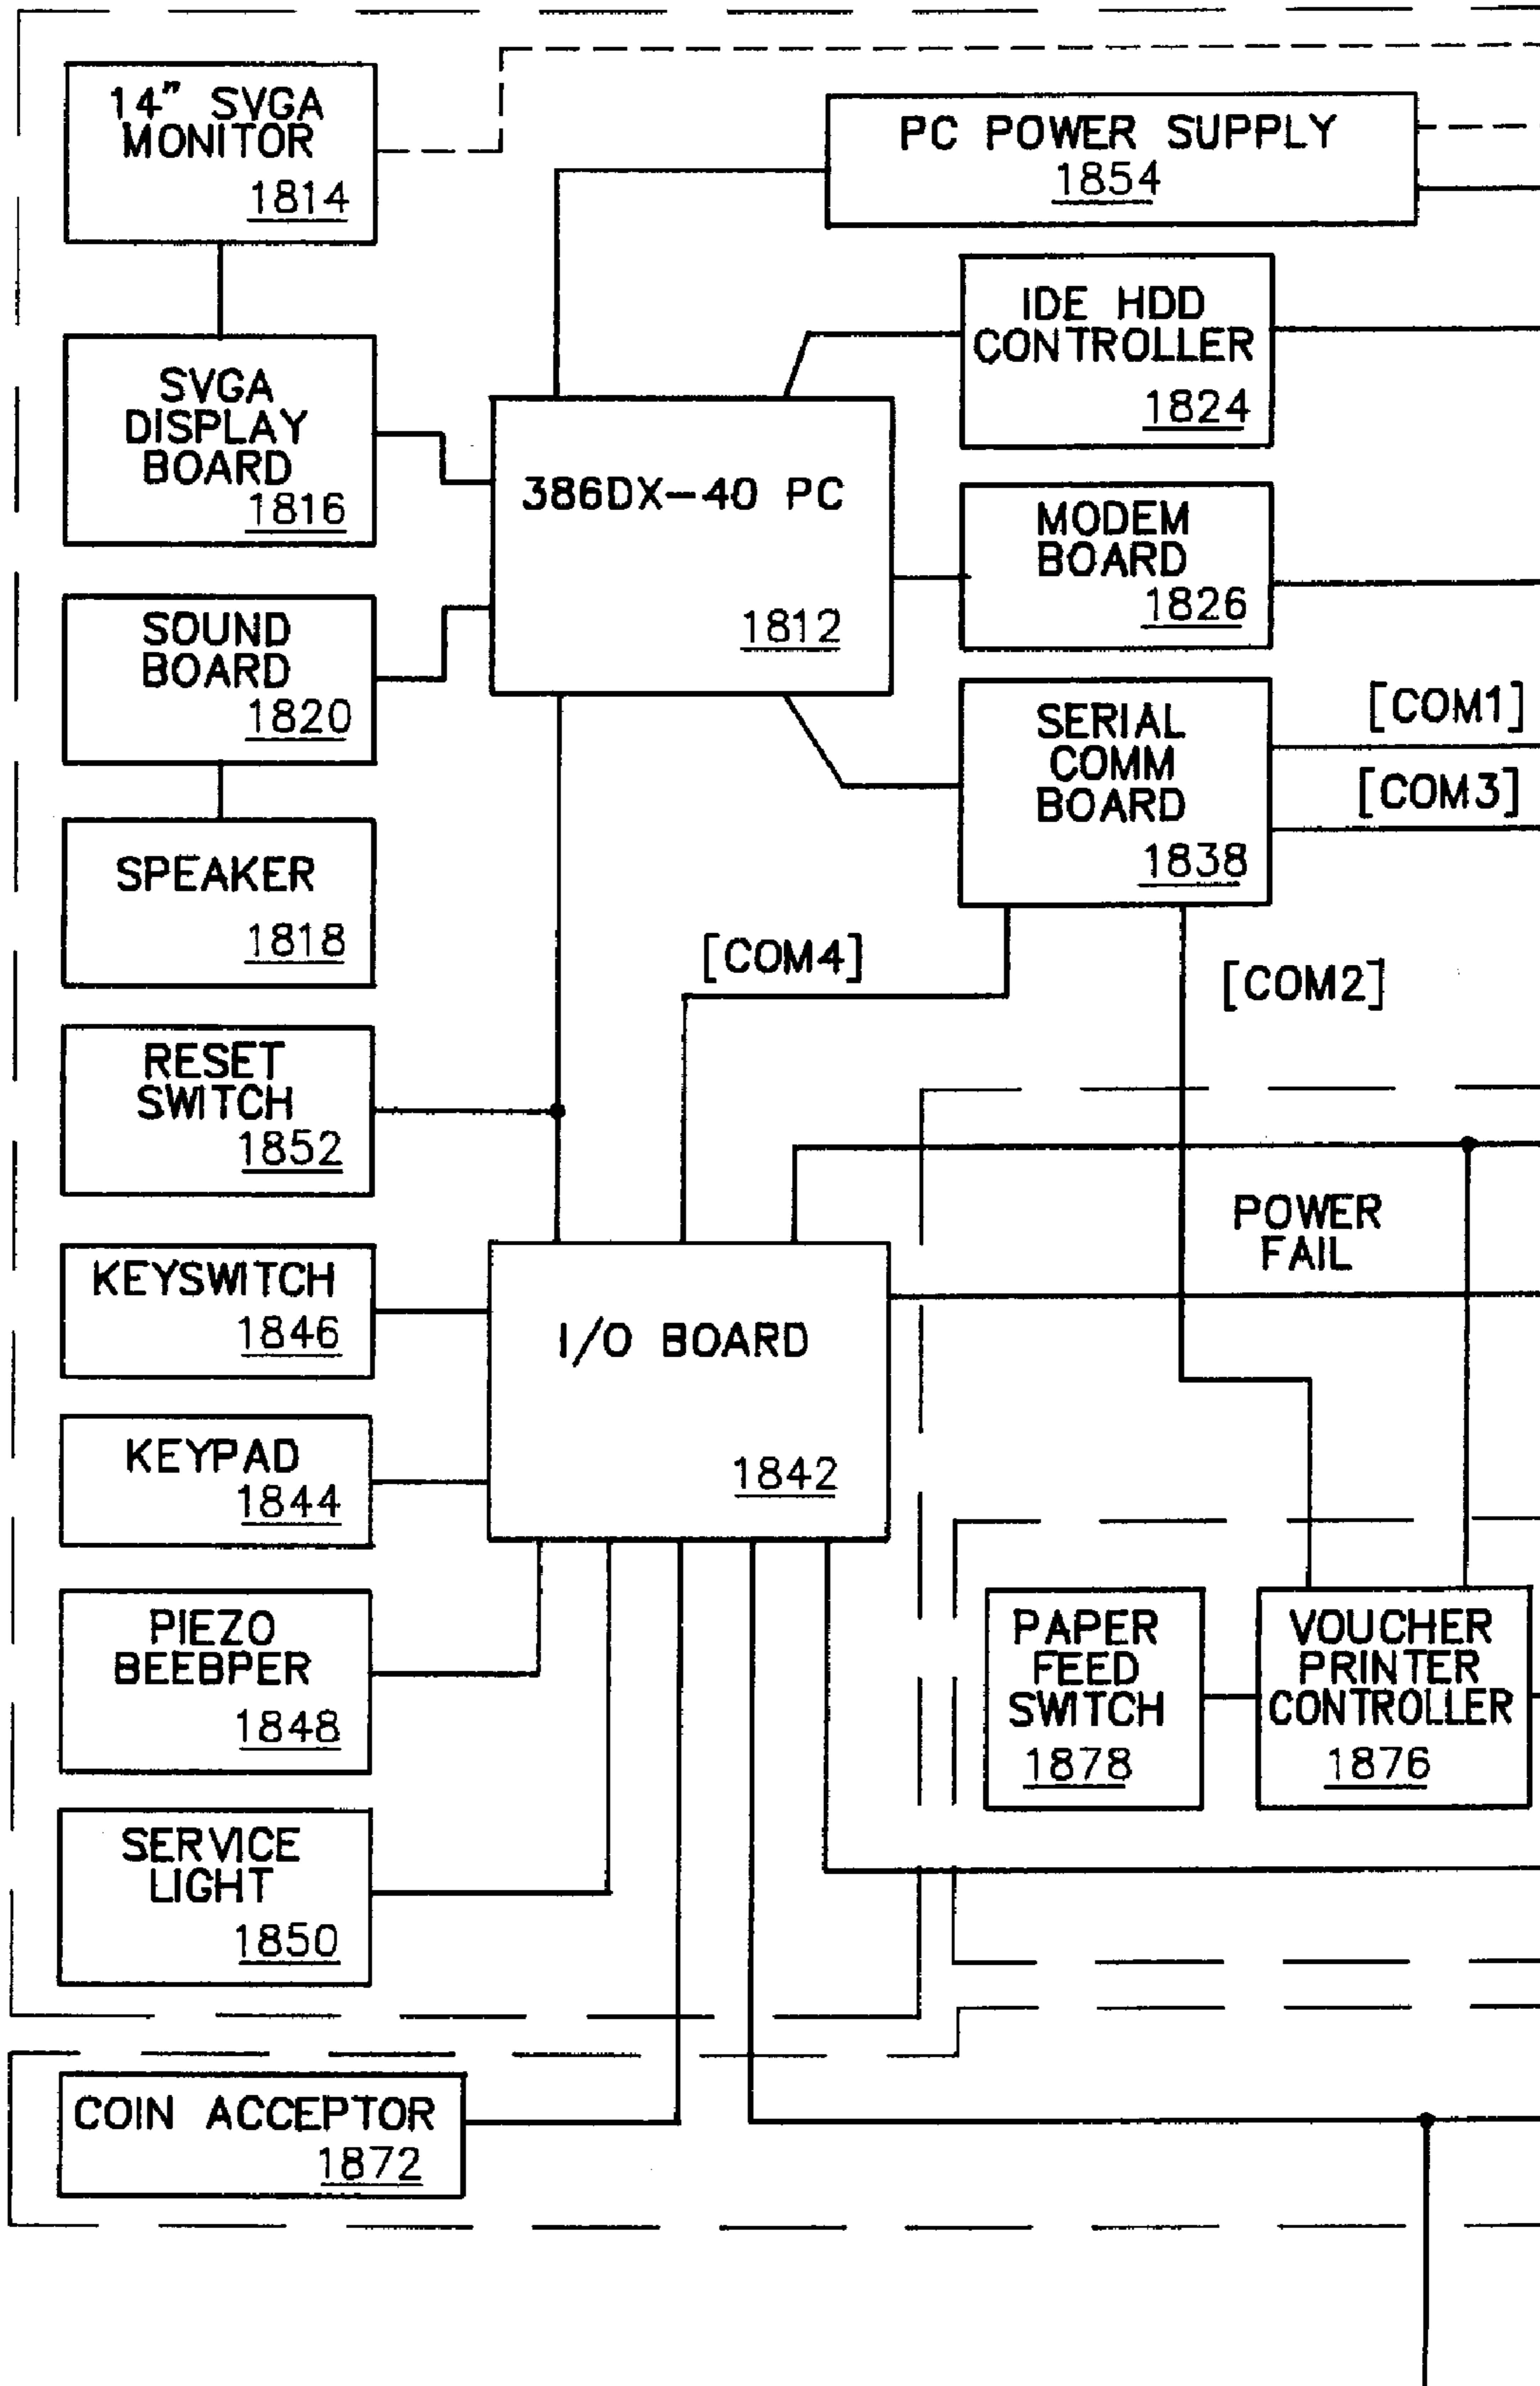 14” SVGA
MONITOR
1814
PC POWER SUPPLY
1854
IDE HDD
CONTROLLER
1824
SVGA
DISPLAY
BOARD
1816
386DX-40 PC
1812
MODEM
BOARD
1826
SOUND
BOARD
1820
SERIAL
COMM
BOARD
1838
[COM1]
[COM3]
SPEAKER
1818
[COM4]
[COM2]
RESET
SWITCH
1852
POWER
FAIL
KEYSWITCH
1846
I/O BOARD
1842
KEYPAD
1844
PIEZO
BEEBPER
1848
PAPER
FEED
SWITCH
1878
VOUCHER
PRINTER
CONTROLLER
1876
SERVICE
LIGHT
1850
COIN ACCEPTOR
1872